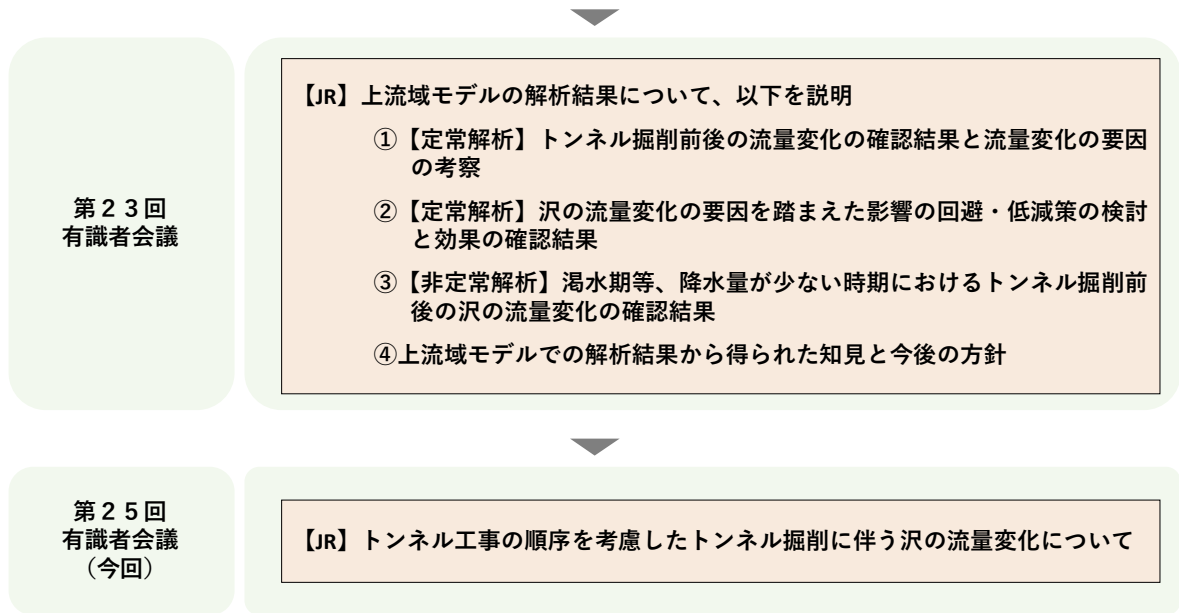 第２３回
有識者会議
【JR】上流域モデルの解析結果について、以下を説明
①【定常解析】トンネル掘削前後の流量変化の確認結果と流量変化の要因
の考察
②【定常解析】沢の流量変化の要因を踏まえた影響の回避・低減策の検討
と効果の確認結果
③【非定常解析】渇水期等、降水量が少ない時期におけるトンネル掘削前
後の沢の流量変化の確認結果
④上流域モデルでの解析結果から得られた知見と今後の方針
第２５回
有識者会議
（今回）
【JR】トンネル工事の順序を考慮したトンネル掘削に伴う沢の流量変化について